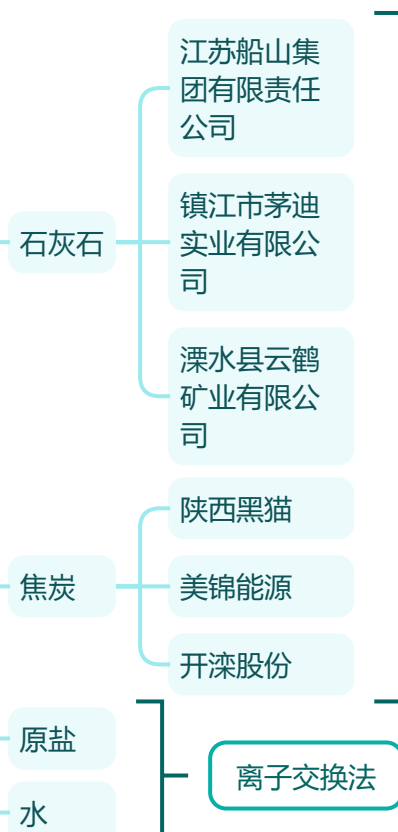 石灰石
江苏船山集
团有限责任
公司
镇江市茅迪
实业有限公
司
溧水县云鹤
矿业有限公
司
焦炭
陕西黑猫
美锦能源
开滦股份
原盐
水
离子交换法